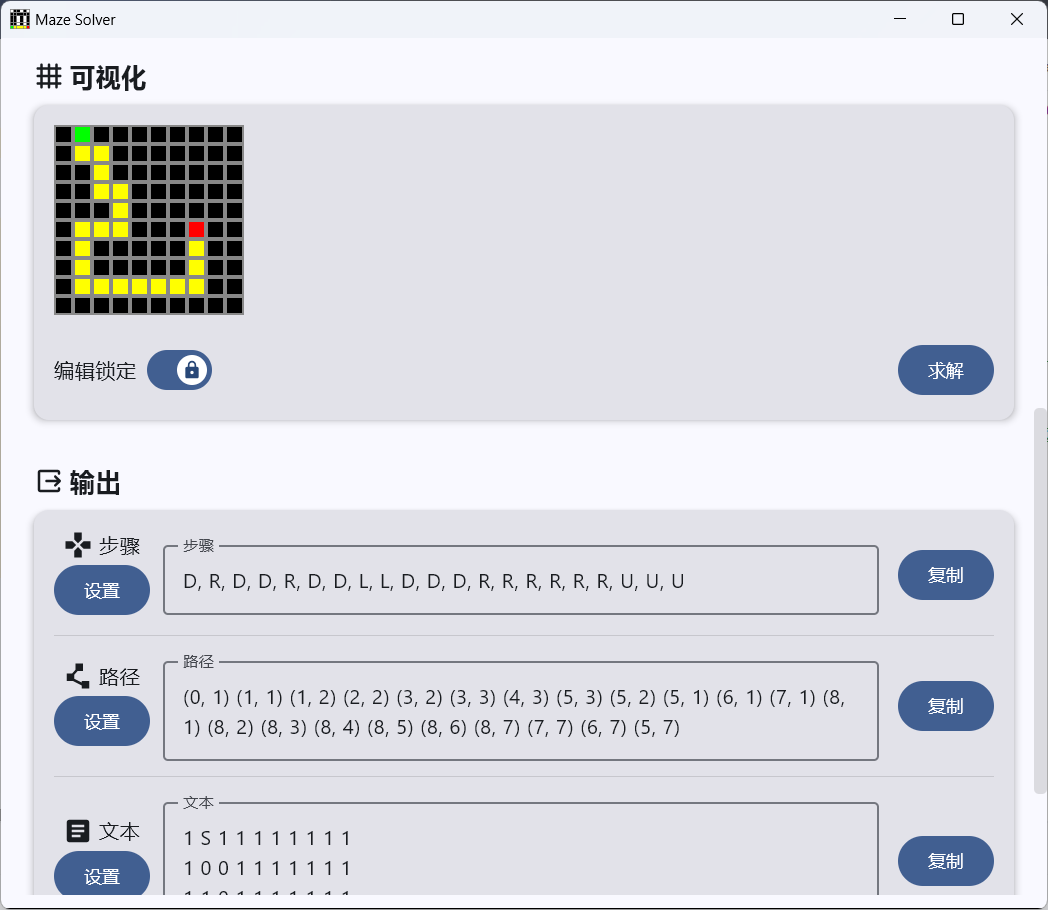 Maze Solver
可视化
编辑锁定
求解
输出
步骤
设置
步骤
D, R, D, D, R, D, D, L, L, D, D, D, R, R, R, R, R, R, U, U, U
复制
路径
设置
路径
(0, 1) (1, 1) (1, 2) (2, 2) (3, 2) (3, 3) (4, 3) (5, 3) (5, 2) (5, 1) (6, 1) (7, 1) (8,
1) (8, 2) (8, 3) (8, 4) (8, 5) (8, 6) (8, 7) (7, 7) (6, 7) (5, 7)
复制
文本
设置
文本
1 S 1 1 1 1 1 1 1 1
1 0 0 1 1 1 1 1 1 1
复制